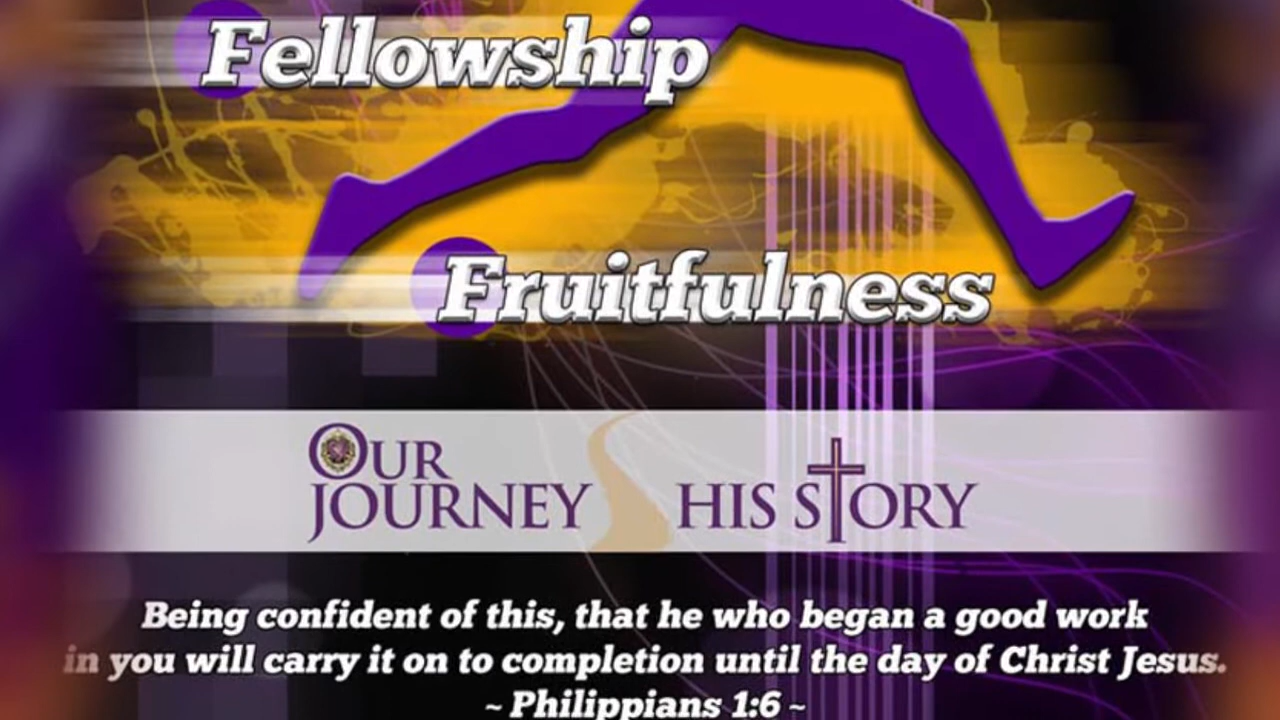 Fellowship
Fruitfulness
OUR
JOURNEY HIS STORY
Being confident of this, that he who began a good work
in you will carry it on to completion until the day of Christ Jesus.
~ Philippians 1:6 ~